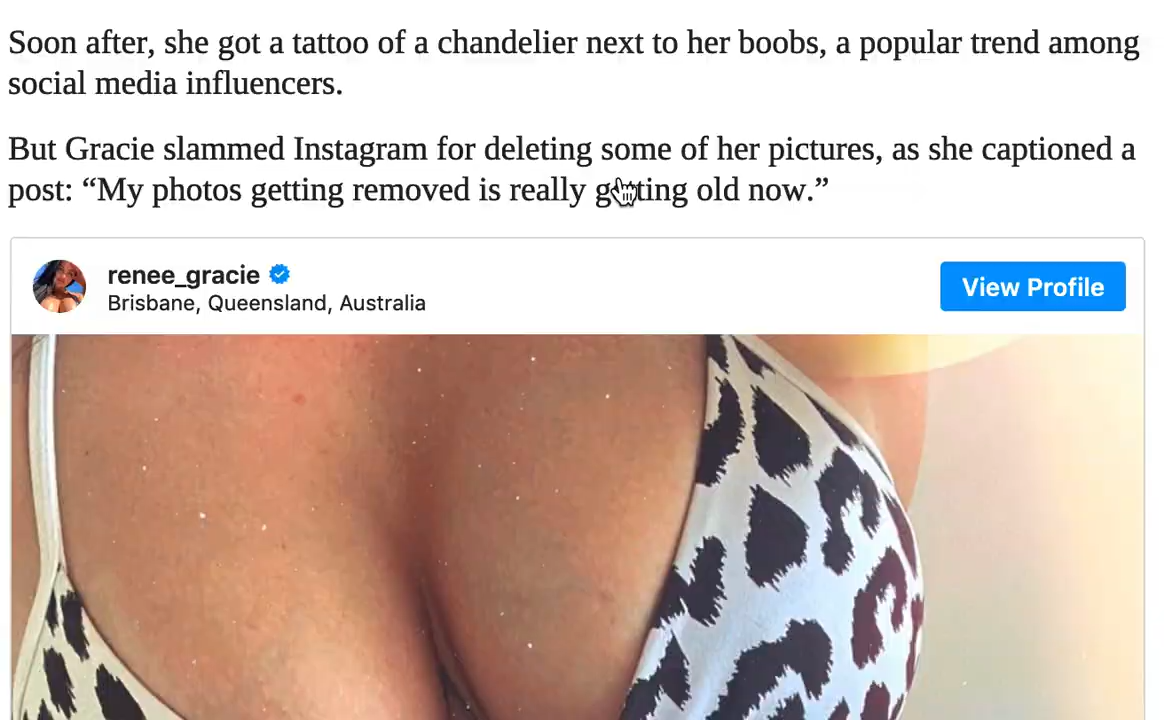 Soon after, she got a tattoo of a chandelier next to her boobs, a popular trend among
social media influencers.
But Gracie slammed Instagram for deleting some of her pictures, as she captioned a
post: “My photos getting removed is really getting old now.”
renee_gracie
Brisbane, Queensland, Australia
View Profile